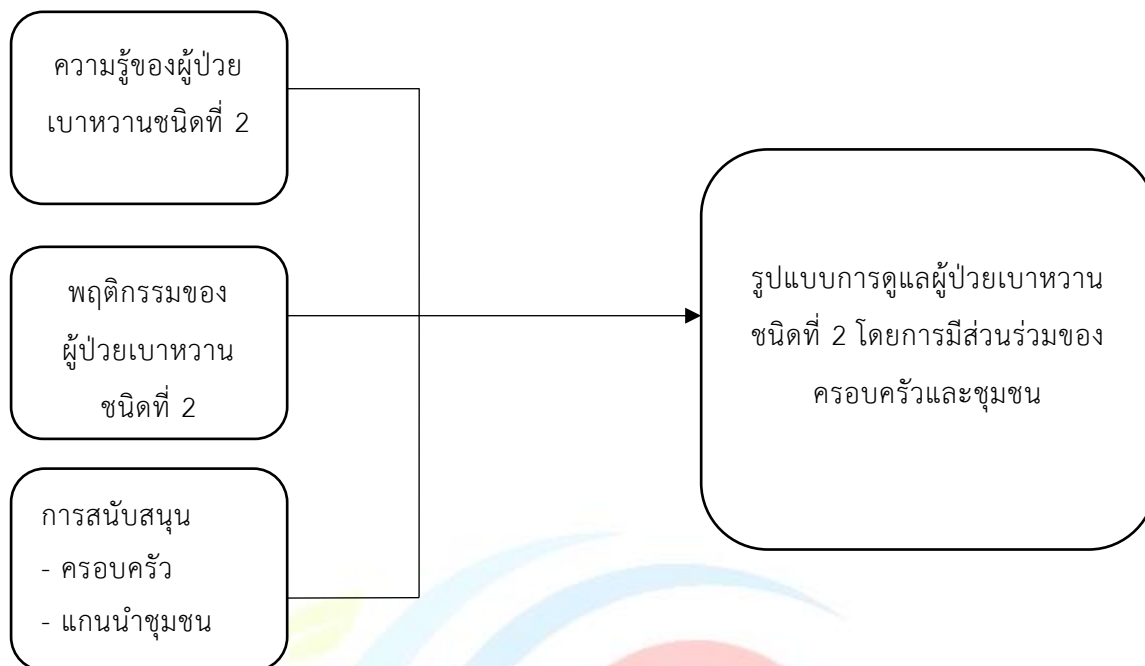 ความรู้ของผู้ป่วย
เบาหวานชนิดที่ 2
พฤติกรรมของ
ผู้ป่วยเบาหวาน
ชนิดที่ 2
การสนับสนุน
- ครอบครัว
- แกนนำชุมชน
รูปแบบการดูแลผู้ป่วยเบาหวาน
ชนิดที่ 2 โดยการมีส่วนร่วมของ
ครอบครัวและชุมชน